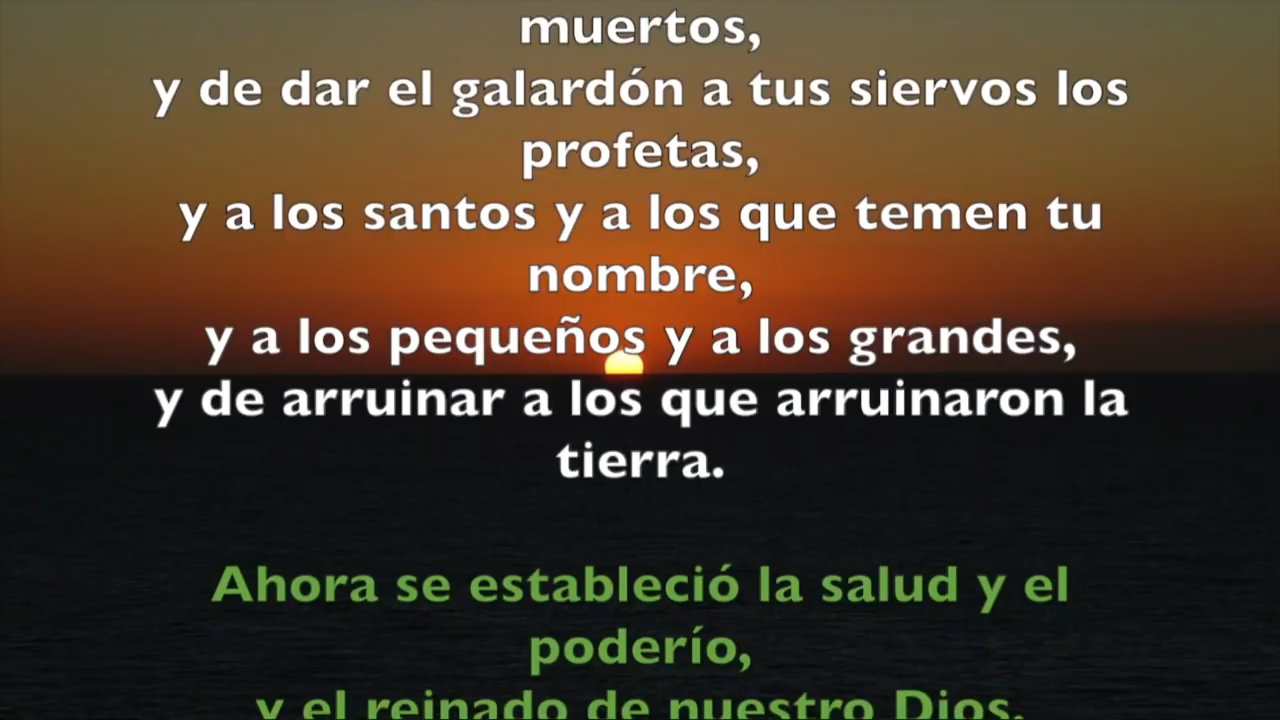 muertos,
y de dar el galardón a tus siervos los
profetas,
y a los santos y a los que temen tu
nombre,
y a los pequeños y a los grandes,
y de arruinar a los que arruinaron la
tierra.
Ahora se estableció la salud y el
poderío,
y el reinado de nuestro Dios,